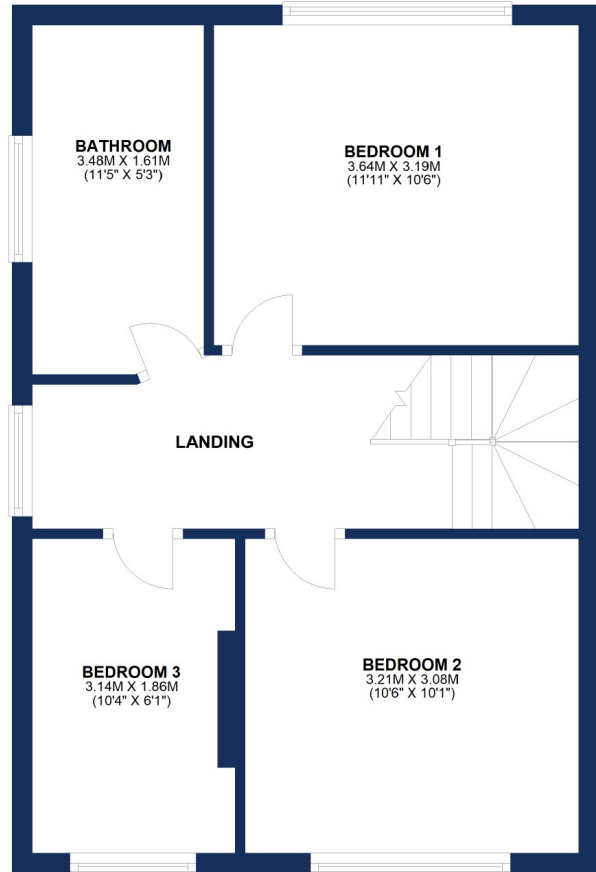 BATHROOM
3.48M X 1.61M
(11'5" X 5'3")
BEDROOM 1
3.64M X 3.19M
(11'11" X 10'6")
LANDING
BEDROOM 3
3.14M X 1.86M
(10'4" X 6'1")
BEDROOM 2
3.21M X 3.08M
(10'6" X 10'1")